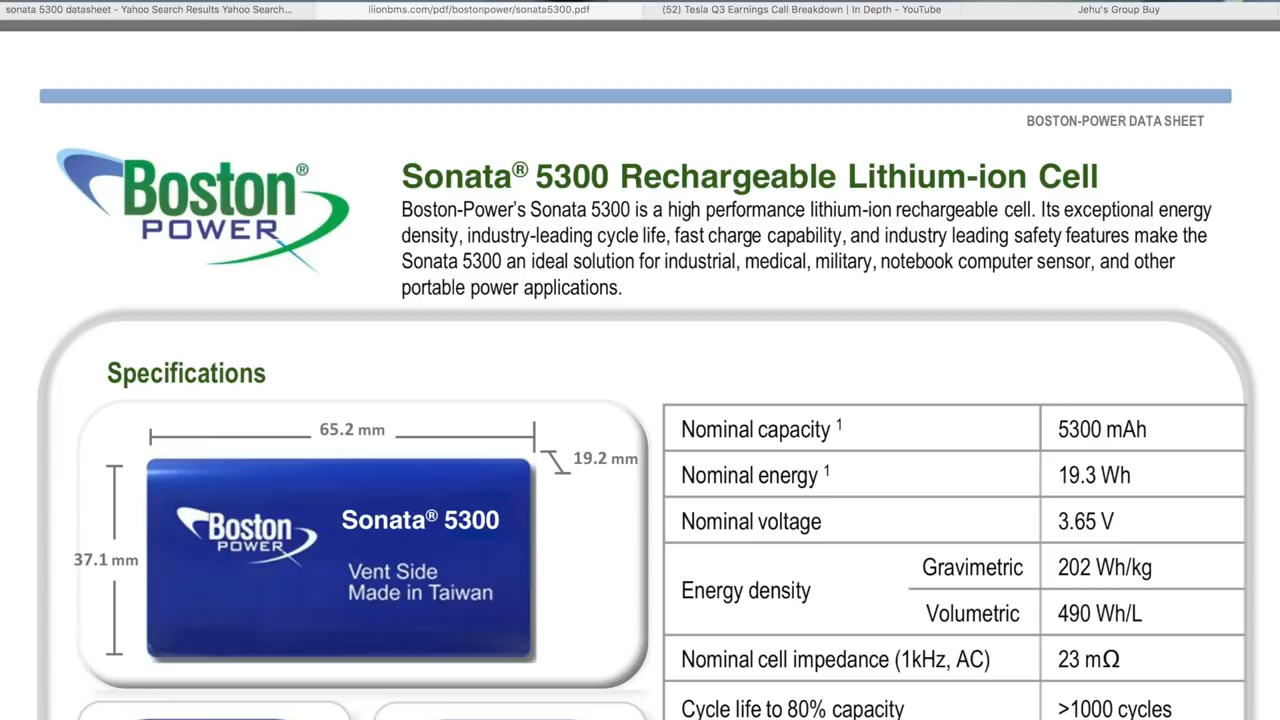 sonata 5300 datasheet - Yahoo Search Results Yahoo Search...
liionbms.com/pdf/bostonpower/sonata5300.pdf
(52) Tesla Q3 Earnings Call Breakdown | In Depth - YouTube
Jehu's Group Buy
BOSTON-POWER DATA SHEET
Boston®
POWER
Sonata® 5300 Rechargeable Lithium-ion Cell
Boston-Power’s Sonata 5300 is a high performance lithium-ion rechargeable cell. Its exceptional energy
density, industry-leading cycle life, fast charge capability, and industry leading safety features make the
Sonata 5300 an ideal solution for industrial, medical, military, notebook computer sensor, and other
portable power applications.
Specifications
65.2 mm
19.2 mm
37.1 mm
Boston
POWER
Sonata® 5300
Vent Side
Made in Taiwan
Nominal capacity ¹ 5300 mAh
Nominal energy ¹ 19.3 Wh
Nominal voltage 3.65 V
Energy density
Gravimetric 202 Wh/kg
Volumetric 490 Wh/L
Nominal cell impedance (1kHz, AC) 23 mΩ
Cycle life to 80% capacity >1000 cycles